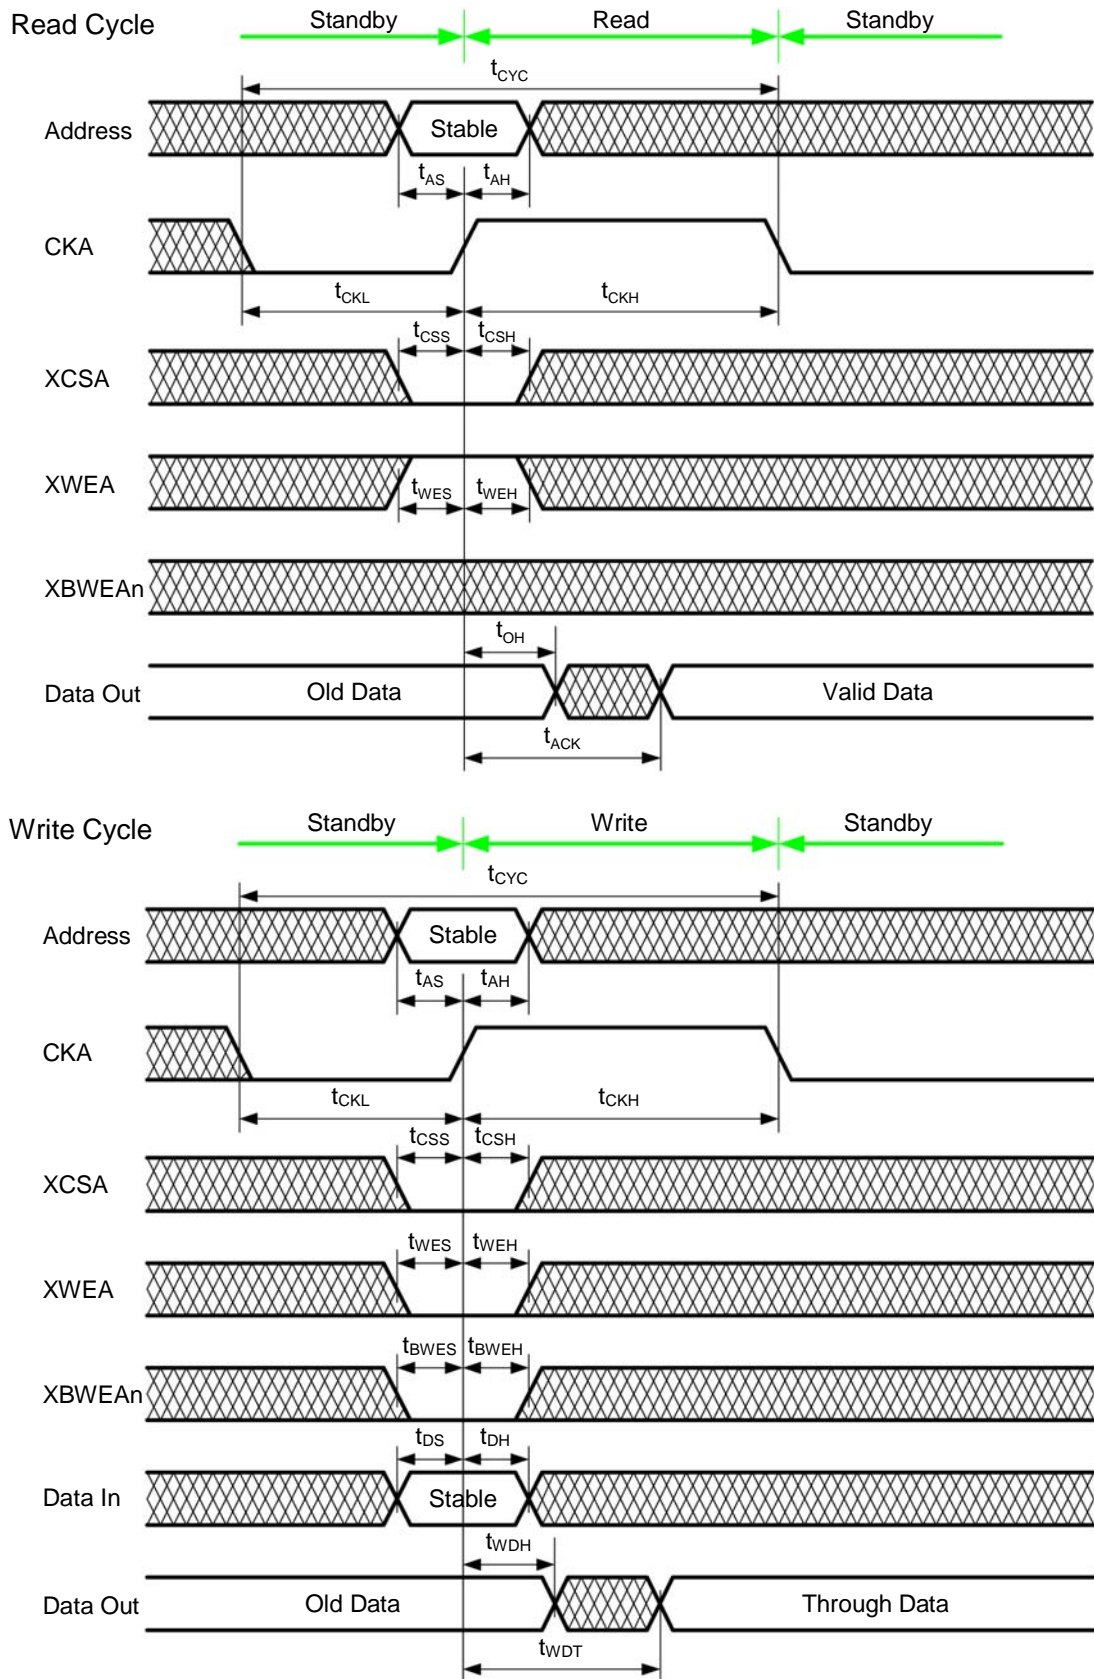 Read Cycle
Standby Read Standby
tCYC
Address Stable
tAS tAH
CKA
tCKL tCKH
tCSS tCSH
XCSA
XWEA
tWES tWEH
XBWEAn
tOH
Data Out Old Data Valid Data
tACK
Write Cycle
Standby Write Standby
tCYC
Address Stable
tAS tAH
CKA
tCKL tCKH
tCSS tCSH
XCSA
tWES tWEH
XWEA
tBWES tBWEH
XBWEAn
tDS tDH
Data In Stable
tWDH
Data Out Old Data Through Data
tWDT